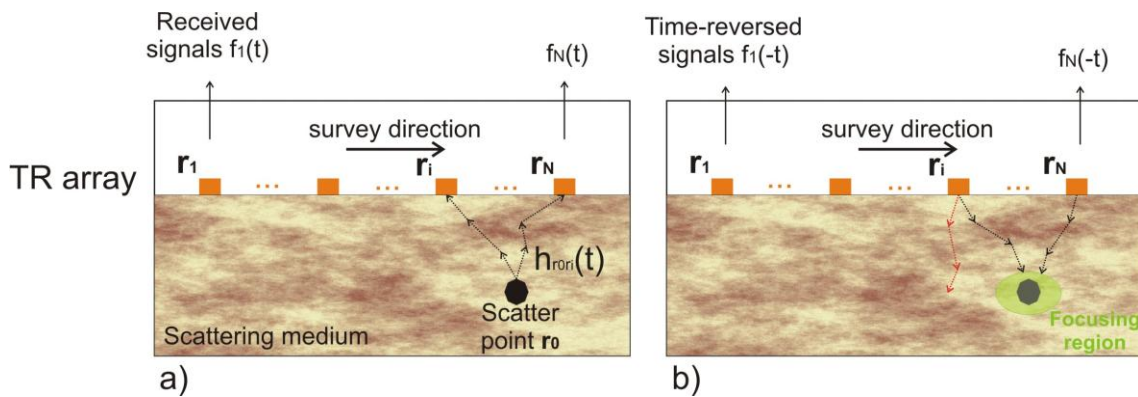 Received
signals f1(t)
fN(t)
survey direction
r1
ri
rN
TR array
...
...
...
hr0ri(t)
Scatter
point r0
Scattering medium
a)
Time-reversed
signals f1(-t)
fN(-t)
survey direction
r1
ri
rN
...
...
...
Focusing
region
b)